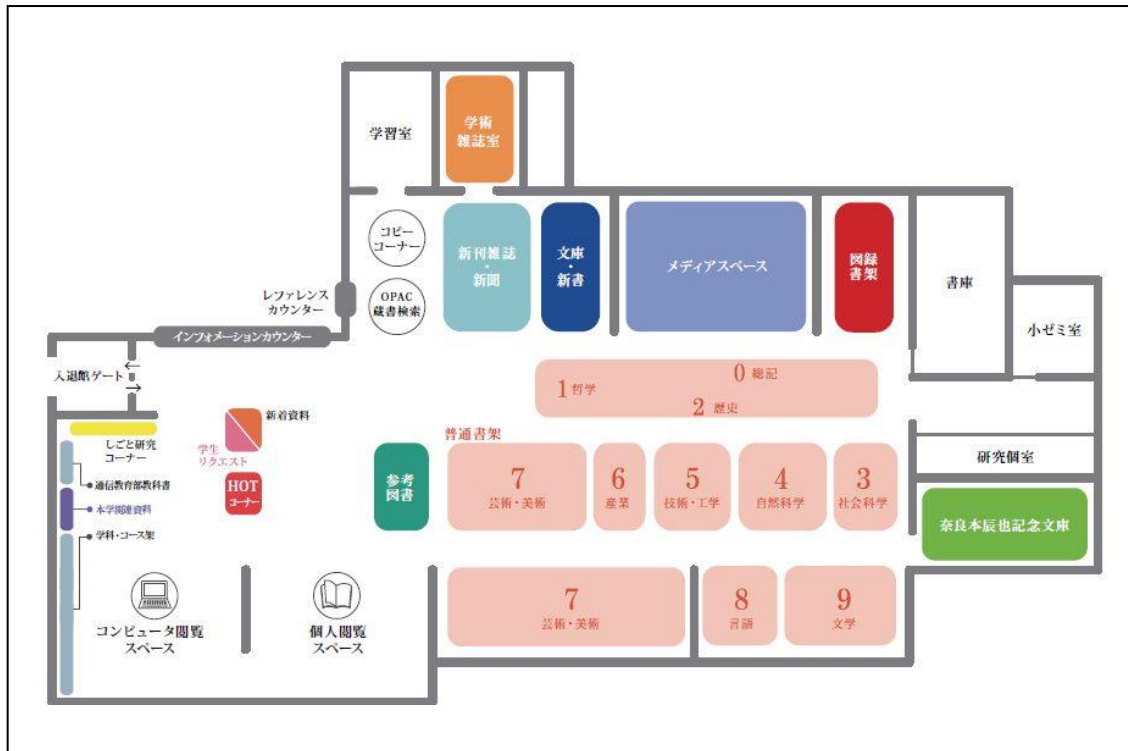 学習室
学術
雑誌室
コピー
コーナー
新刊雑誌
・
新聞
文庫
・
新書
メディアスペース
図録
書架
書庫
レファレンス
カウンター
OPAC
蔵書検索
小ゼミ室
インフォメーションカウンター
入退館ゲート
1 哲学
0 総記
2 歴史
しごと研究
コーナー
新着資料
学生
リクエスト
普通書架
通信教育部教科書
HOT
コーナー
参考
図書
7
芸術・美術
6
産業
5
技術・工学
4
自然科学
3
社会科学
研究個室
本学関連資料
学科・コース架
奈良本辰也記念文庫
コンピュータ閲覧
スペース
個人閲覧
スペース
7
芸術・美術
8
言語
9
文学